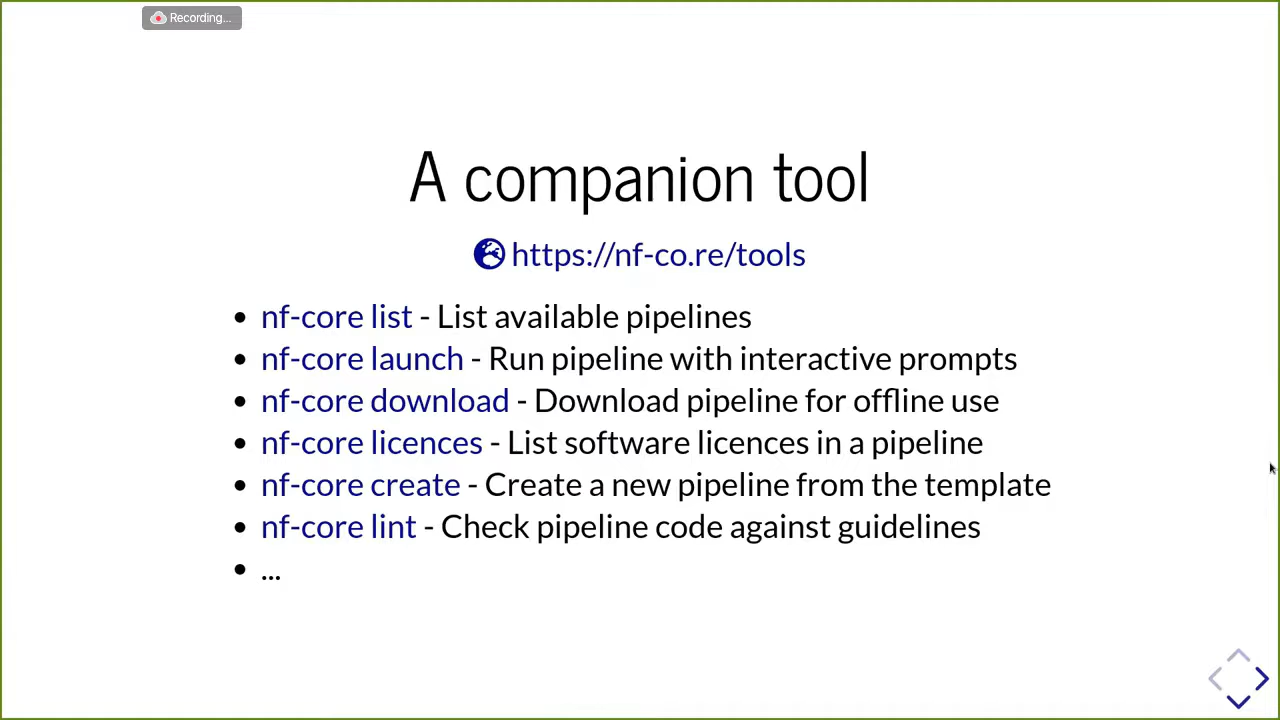 Recording...
A companion tool
https://nf-co.re/tools
nf-core list - List available pipelines
nf-core launch - Run pipeline with interactive prompts
nf-core download - Download pipeline for offline use
nf-core licences - List software licences in a pipeline
nf-core create - Create a new pipeline from the template
nf-core lint - Check pipeline code against guidelines
...